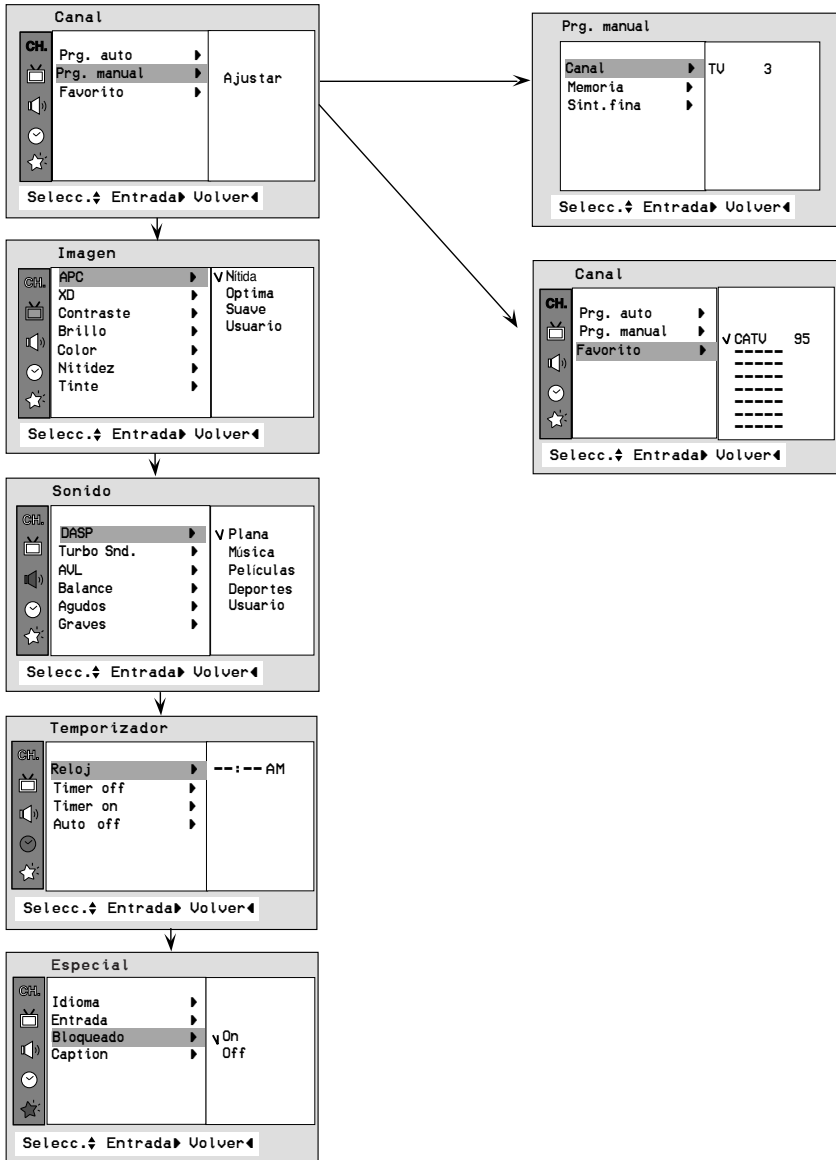 Canal
CH.
Prg. auto
Prg. manual
Favorito
Ajustar
Selecc. Entrada Volver
Prg. manual
Canal
Memoria
Sint.fina
TV 3
Selecc. Entrada Volver
Imagen
CH.
APC
XD
Contraste
Brillo
Color
Nitidez
Tinte
√ Nítida
Optima
Suave
Usuario
Selecc. Entrada Volver
Canal
CH.
Prg. auto
Prg. manual
Favorito
√ CATV 95
-----
-----
-----
-----
-----
-----
-----
Selecc. Entrada Volver
Sonido
CH.
DASP
Turbo Snd.
AVL
Balance
Agudos
Graves
√ Plana
Música
Películas
Deportes
Usuario
Selecc. Entrada Volver
Temporizador
CH.
Reloj
Timer off
Timer on
Auto off
--:-- AM
Selecc. Entrada Volver
Especial
CH.
Idioma
Entrada
Bloqueado
Caption
√ On
Off
Selecc. Entrada Volver